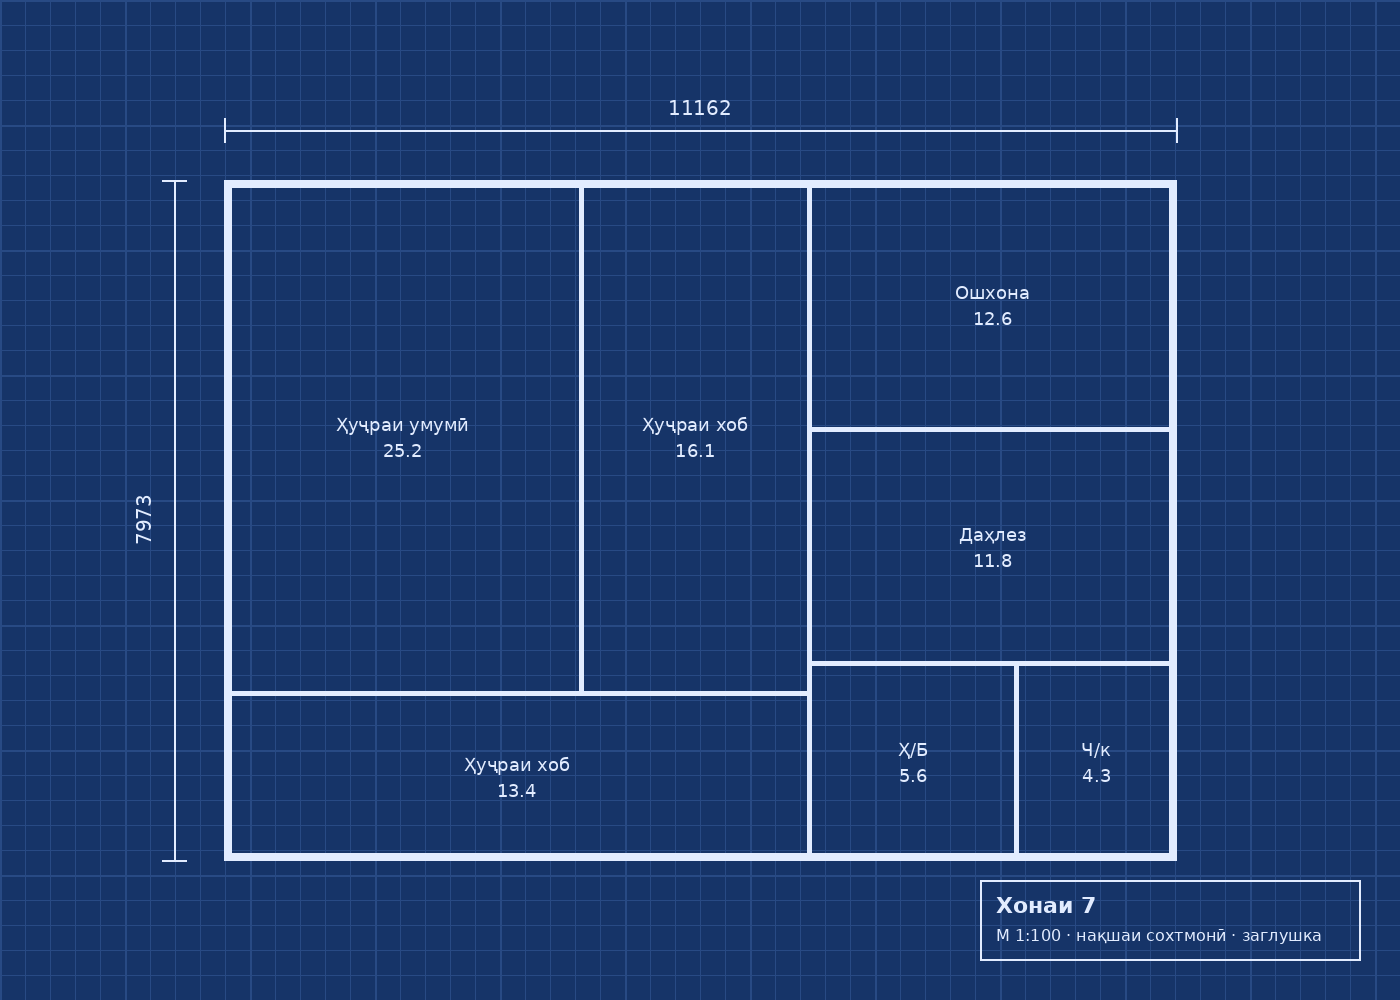 11162
7973
Ҳуҷраи умумӣ
25.2
Ҳуҷраи хоб
16.1
Ошхона
12.6
Даҳлез
11.8
Ҳуҷраи хоб
13.4
Ҳ/Б
5.6
Ч/к
4.3
Хонаи 7
М 1:100 · нақшаи сохтмонӣ · заглушка